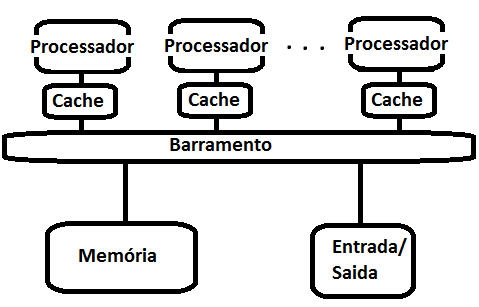 Processador
Processador
. . .
Processador
Cache
Cache
Cache
Barramento
Memória
Entrada/
Saida